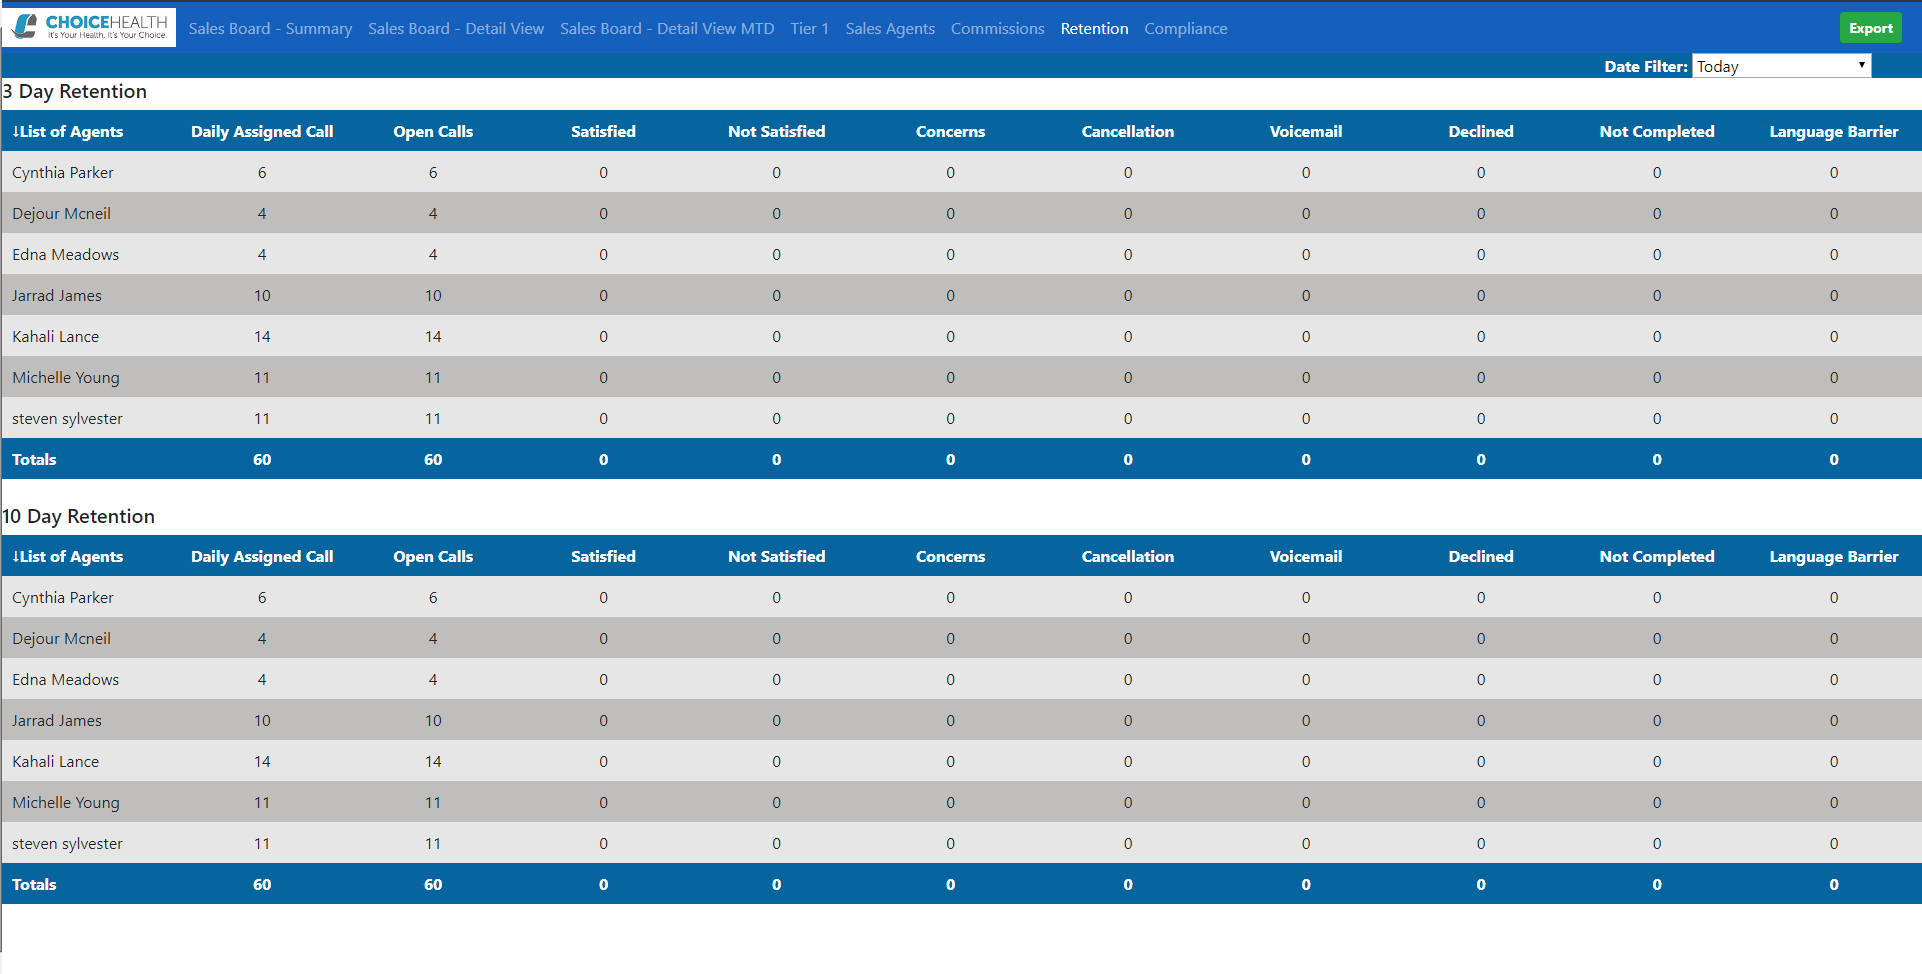 CHOICEHEALTH
It's Your Health, It's Your Choice.
Sales Board - Summary Sales Board - Detail View Sales Board - Detail View MTD Tier 1 Sales Agents Commissions Retention Compliance Export
Date Filter: Today
3 Day Retention
↓List of Agents Daily Assigned Call Open Calls Satisfied Not Satisfied Concerns Cancellation Voicemail Declined Not Completed Language Barrier
Cynthia Parker 6 6 0 0 0 0 0 0 0 0
Dejour Mcneil 4 4 0 0 0 0 0 0 0 0
Edna Meadows 4 4 0 0 0 0 0 0 0 0
Jarrad James 10 10 0 0 0 0 0 0 0 0
Kahali Lance 14 14 0 0 0 0 0 0 0 0
Michelle Young 11 11 0 0 0 0 0 0 0 0
steven sylvester 11 11 0 0 0 0 0 0 0 0
Totals 60 60 0 0 0 0 0 0 0 0
10 Day Retention
↓List of Agents Daily Assigned Call Open Calls Satisfied Not Satisfied Concerns Cancellation Voicemail Declined Not Completed Language Barrier
Cynthia Parker 6 6 0 0 0 0 0 0 0 0
Dejour Mcneil 4 4 0 0 0 0 0 0 0 0
Edna Meadows 4 4 0 0 0 0 0 0 0 0
Jarrad James 10 10 0 0 0 0 0 0 0 0
Kahali Lance 14 14 0 0 0 0 0 0 0 0
Michelle Young 11 11 0 0 0 0 0 0 0 0
steven sylvester 11 11 0 0 0 0 0 0 0 0
Totals 60 60 0 0 0 0 0 0 0 0